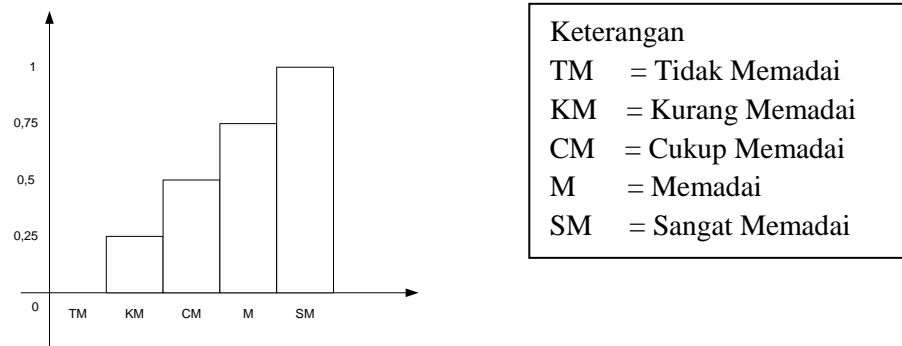 1
0,75
0,5
0,25
0
TM KM CM M SM
Keterangan
TM = Tidak Memadai
KM = Kurang Memadai
CM = Cukup Memadai
M = Memadai
SM = Sangat Memadai